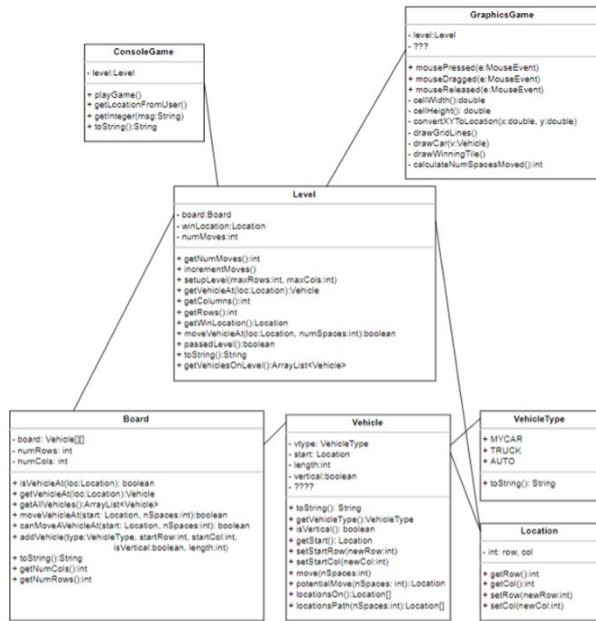 GraphicsGame
- level:Level
- ???
+ mousePressed(e:MouseEvent)
+ mouseDragged(e:MouseEvent)
+ mouseReleased(e:MouseEvent)
- cellWidth():double
- cellHeight(): double
- convertXYToLocation(x:double, y:double)
- drawGridLines()
- drawCar(v:Vehicle)
- drawWinningTile()
- calculateNumSpacesMoved():int
ConsoleGame
- level:Level
+ playGame()
+ getLocationFromUser()
+ getInteger(msg:String)
+ toString():String
Level
- board:Board
- winLocation:Location
- numMoves:int
+ getNumMoves():int
+ incrementMoves()
+ setupLevel(maxRows:int, maxCols:int)
+ getVehicleAt(loc:Location):Vehicle
+ getColumns():int
+ getRows():int
+ getWinLocation():Location
+ moveVehicleAt(loc:Location, numSpaces:int):boolean
+ passedLevel():boolean
+ toString():String
+ getVehiclesOnLevel():ArrayList<Vehicle>
Board
- board: Vehicle[][]
- numRows: int
- numCols: int
+ isVehicleAt(loc:Location): boolean
+ getVehicleAt(loc:Location):Vehicle
+ getAllVehicles():ArrayList<Vehicle>
+ moveVehicleAt(start: Location, nSpaces:int):boolean
+ canMoveAVehicleAt(start: Location, nSpaces:int): boolean
+ addVehicle(type:VehicleType, startRow:int, startCol:int,
isVertical:boolean, length:int)
+ toString():String
+ getNumCols():int
+ getNumRows():int
Vehicle
- vtype: VehicleType
- start: Location
- length:int
- vertical:boolean
- ????
+ toString(): String
+ getVehicleType():VehicleType
+ isVertical(): boolean
+ getStart(): Location
+ setStartRow(newRow:int)
+ setStartCol(newCol:int)
+ move(nSpaces:int)
+ potentialMove(nSpaces: int):Location
+ locationsOn():Location[]
+ locationsPath(nSpaces:int):Location[]
VehicleType
+ MYCAR
+ TRUCK
+ AUTO
+ toString(): String
Location
- int: row, col
+ getRow():int
+ getCol():int
+ setRow(newRow:int)
+ setCol(newCol:int)